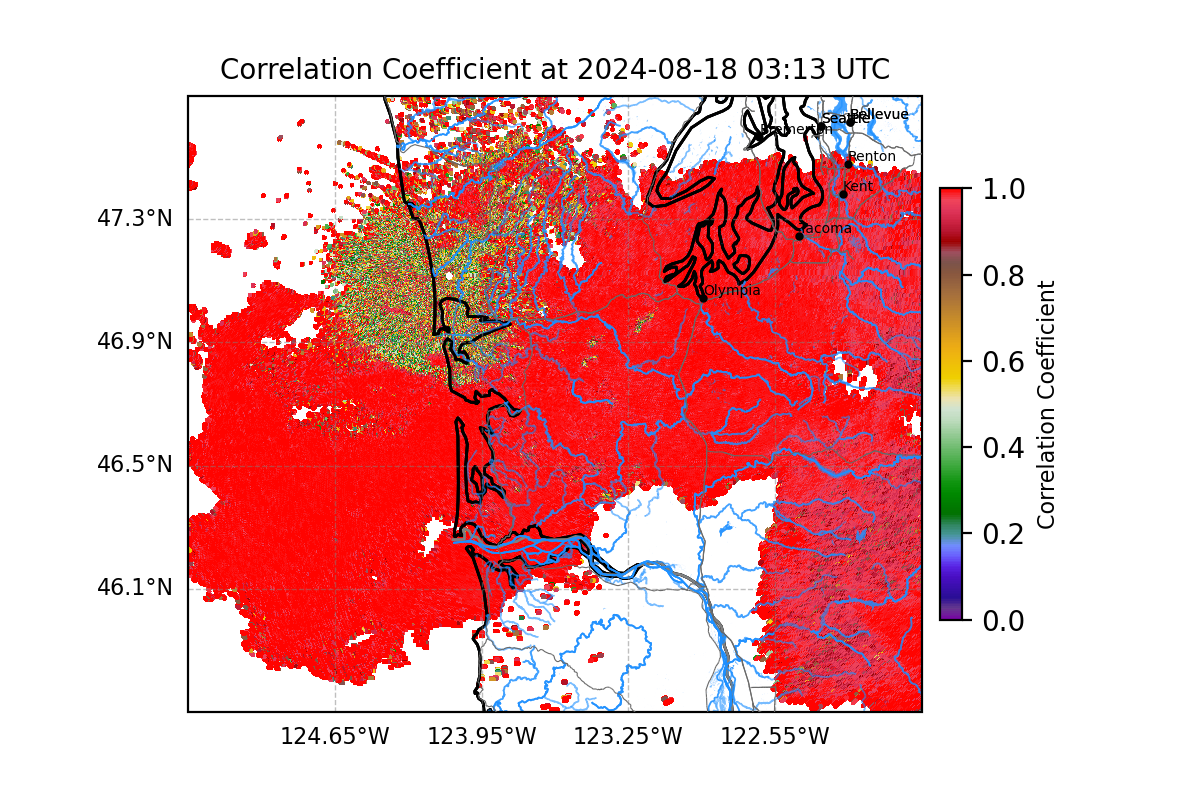 Correlation Coefficient at 2024-08-18 03:13 UTC
Seattle
Bellevue
Bremerton
Renton
Kent
Tacoma
Olympia
47.3°N
46.9°N
46.5°N
46.1°N
124.65°W
123.95°W
123.25°W
122.55°W
1.0
0.8
0.6
0.4
0.2
0.0
Correlation Coefficient